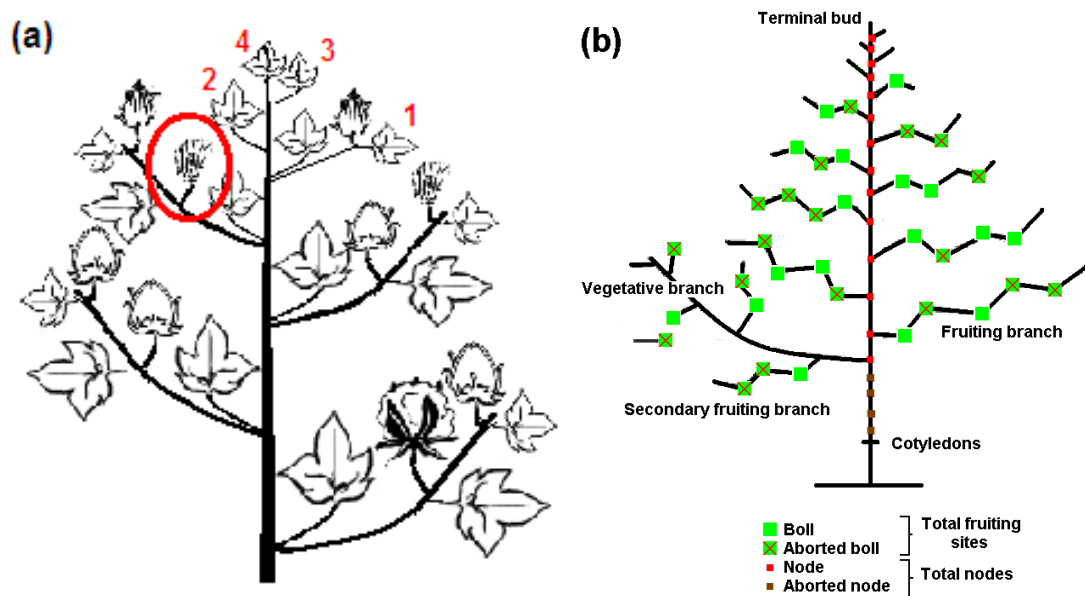 (a)
4
3
2
1
(b)
Terminal bud
Vegetative branch
Fruiting branch
Secondary fruiting branch
Cotyledons
Boll
Aborted boll
Total fruiting
sites
Node
Aborted node
Total nodes